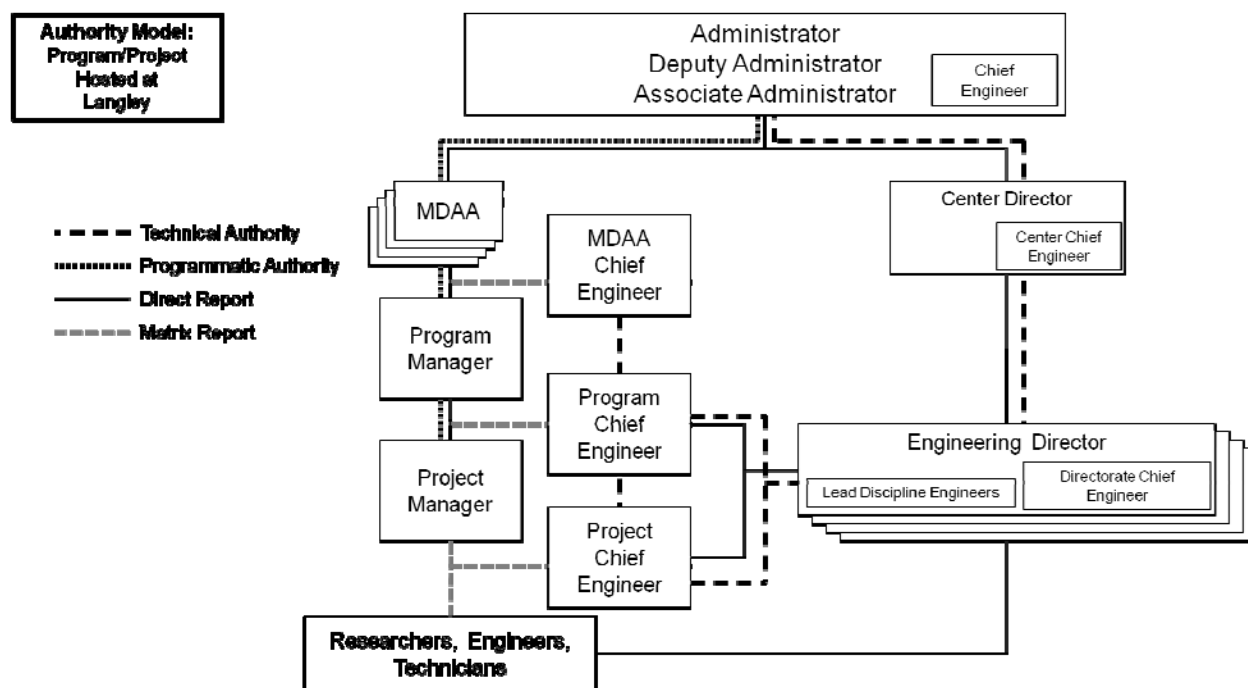 Authority Model:
Program/Project
Hosted at
Langley
Administrator
Deputy Administrator
Associate Administrator
Chief
Engineer
MDAA
MDAA
Chief
Engineer
Center Director
Center Chief
Engineer
Technical Authority
Programmatic Authority
Direct Report
Matrix Report
Program
Manager
Program
Chief
Engineer
Engineering Director
Lead Discipline Engineers
Directorate Chief
Engineer
Project
Manager
Project
Chief
Engineer
Researchers, Engineers,
Technicians